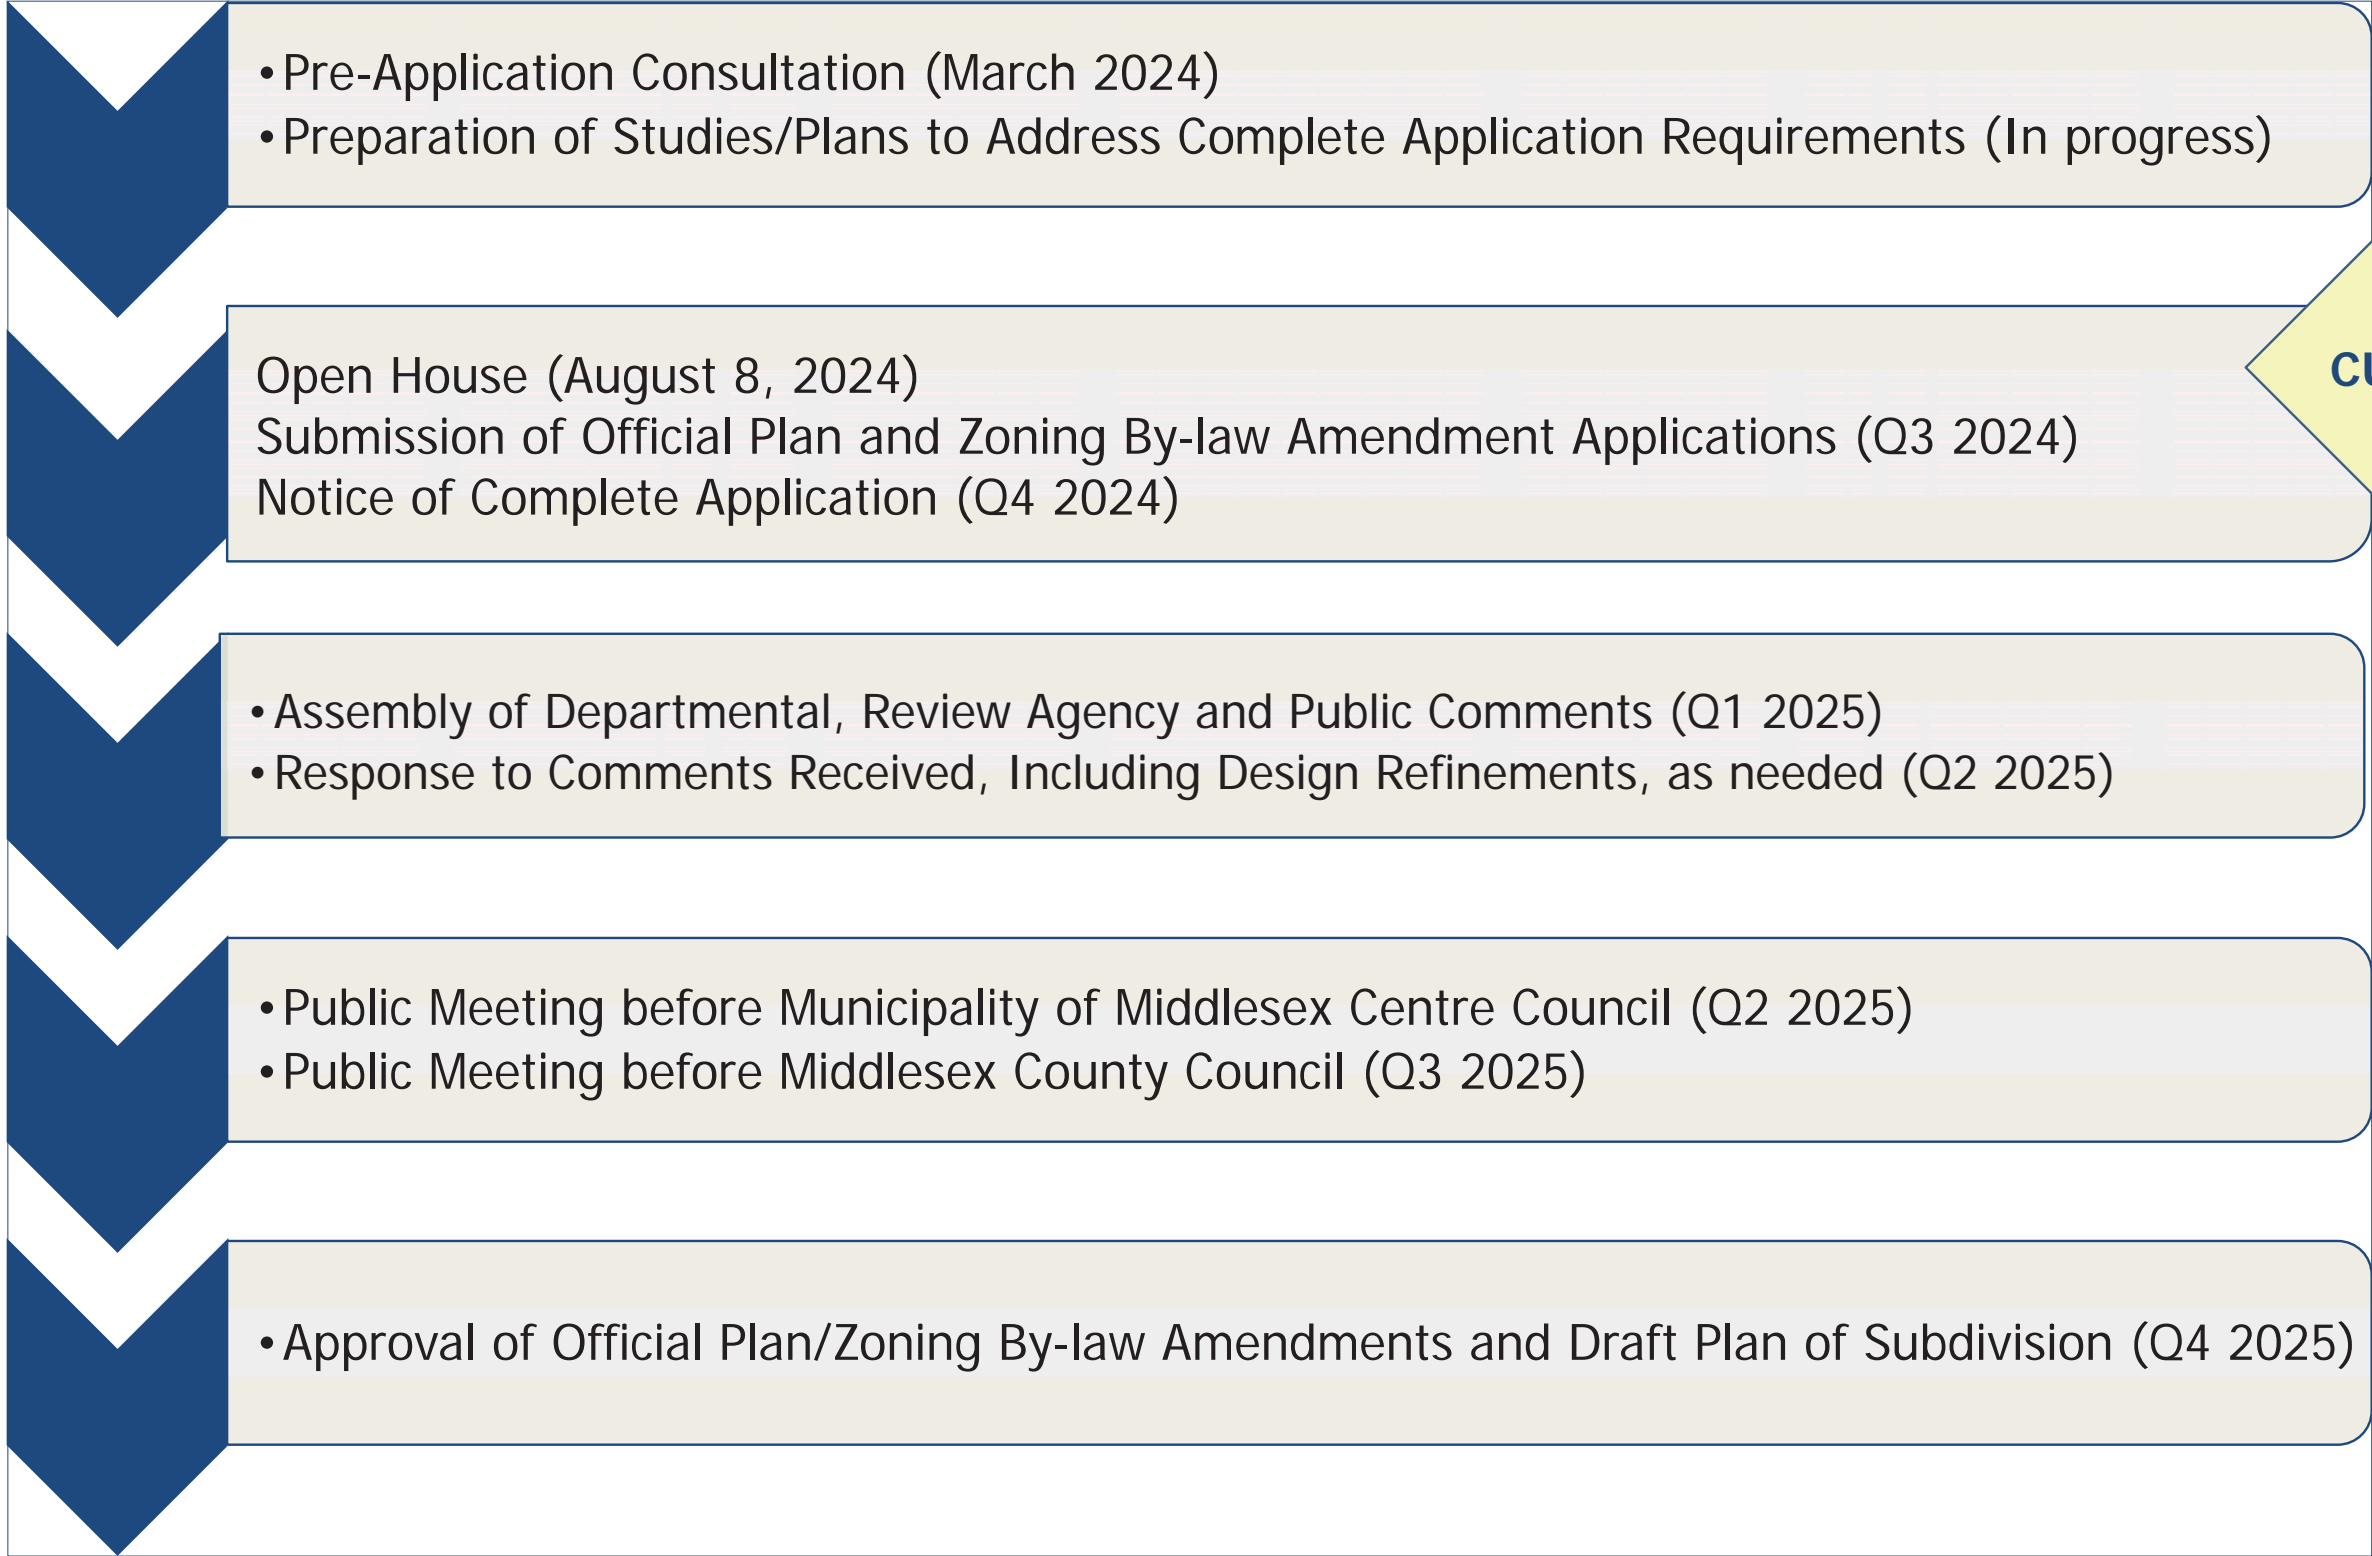 •Pre-Application Consultation (March 2024)
•Preparation of Studies/Plans to Address Complete Application Requirements (In progress)
Open House (August 8, 2024)
Submission of Official Plan and Zoning By-law Amendment Applications (Q3 2024)
Notice of Complete Application (Q4 2024)
•Assembly of Departmental, Review Agency and Public Comments (Q1 2025)
•Response to Comments Received, Including Design Refinements, as needed (Q2 2025)
•Public Meeting before Municipality of Middlesex Centre Council (Q2 2025)
•Public Meeting before Middlesex County Council (Q3 2025)
•Approval of Official Plan/Zoning By-law Amendments and Draft Plan of Subdivision (Q4 2025)